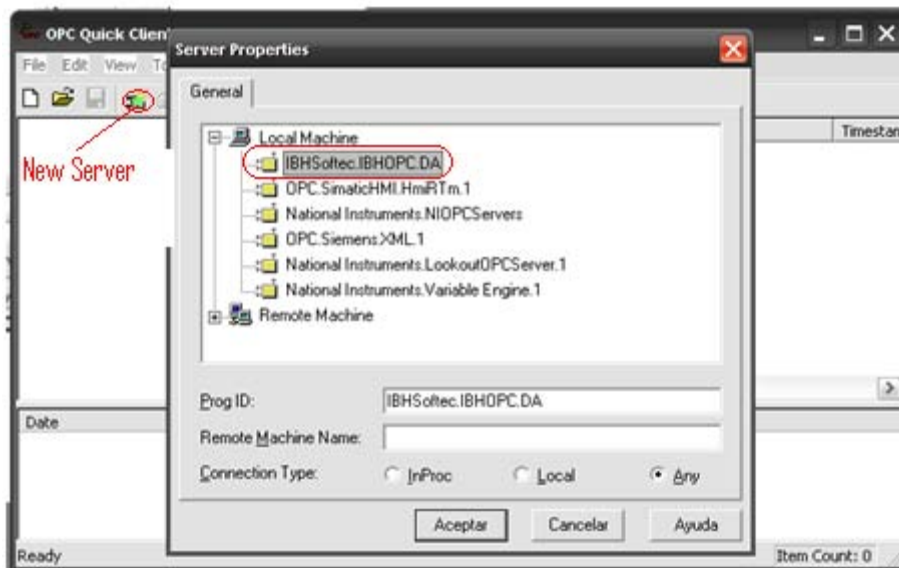 OPC Quick Client
Server Properties
File Edit View To
General
New Server
Timestan
Local Machine
IBHSoftec.IBHOPC.DA
OPC.SimaticHMI.HmiRTm.1
National Instruments.NIOPCServers
OPC.Siemens.XML.1
National Instruments.LookoutOPCServer.1
National Instruments.Variable Engine.1
Remote Machine
Prog ID: IBHSoftec.IBHOPC.DA
Remote Machine Name:
Connection Type: InProc Local Any
Date
Aceptar Cancelar Ayuda
Ready
Item Count: 0